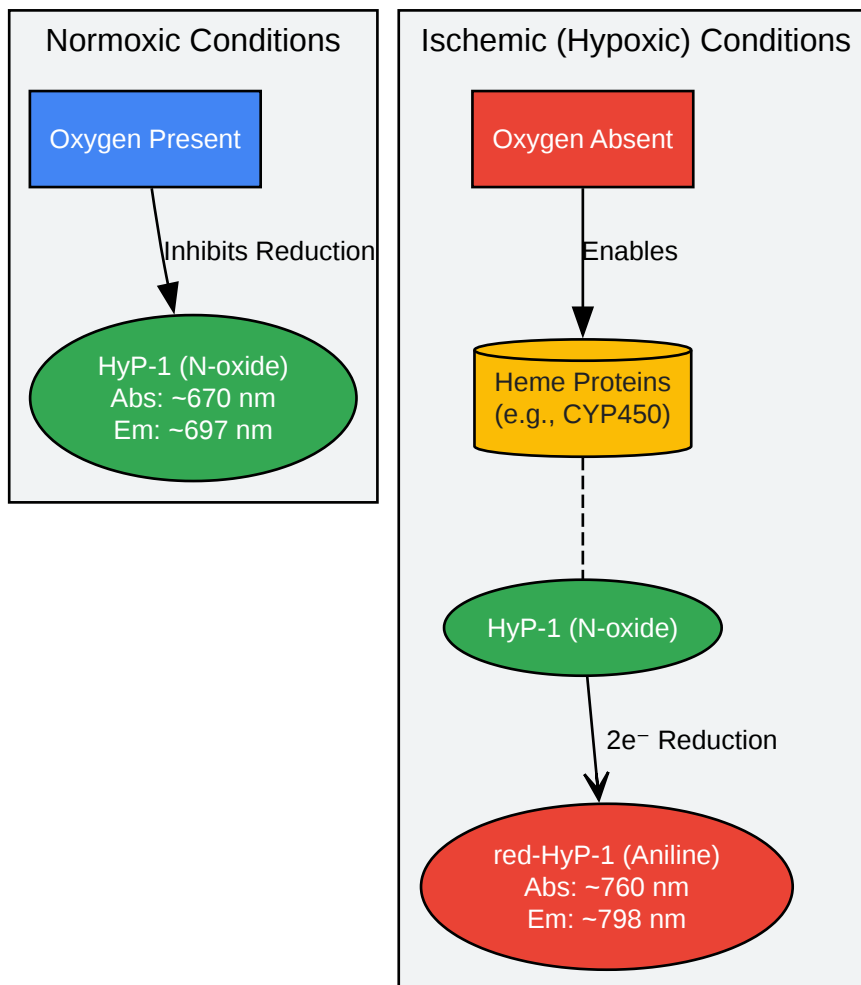 Normoxic Conditions
Oxygen Present
Inhibits Reduction
HyP-1 (N-oxide)
Abs: ~670 nm
Em: ~697 nm
Ischemic (Hypoxic) Conditions
Oxygen Absent
Enables
Heme Proteins
(e.g., CYP450)
HyP-1 (N-oxide)
2e⁻ Reduction
red-HyP-1 (Aniline)
Abs: ~760 nm
Em: ~798 nm